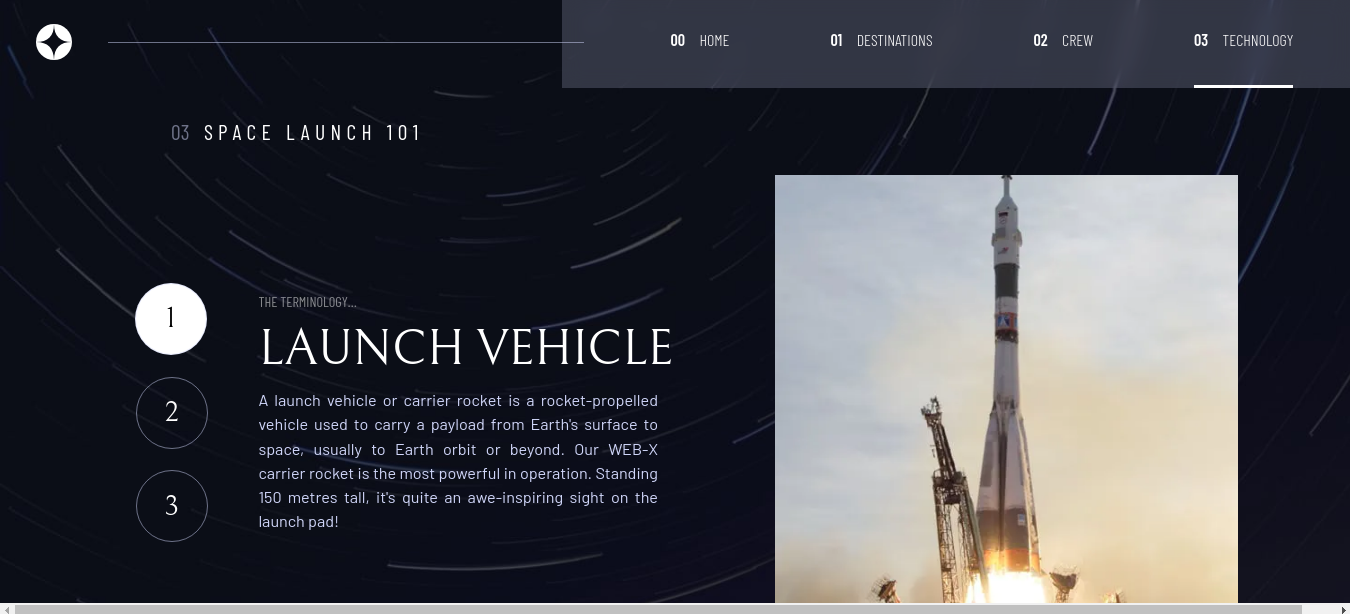 00 HOME 01 DESTINATIONS 02 CREW 03 TECHNOLOGY
03 SPACE LAUNCH 101
1
2
3
THE TERMINOLOGY...
LAUNCH VEHICLE
A launch vehicle or carrier rocket is a rocket-propelled
vehicle used to carry a payload from Earth's surface to
space, usually to Earth orbit or beyond. Our WEB-X
carrier rocket is the most powerful in operation. Standing
150 metres tall, it's quite an awe-inspiring sight on the
launch pad!